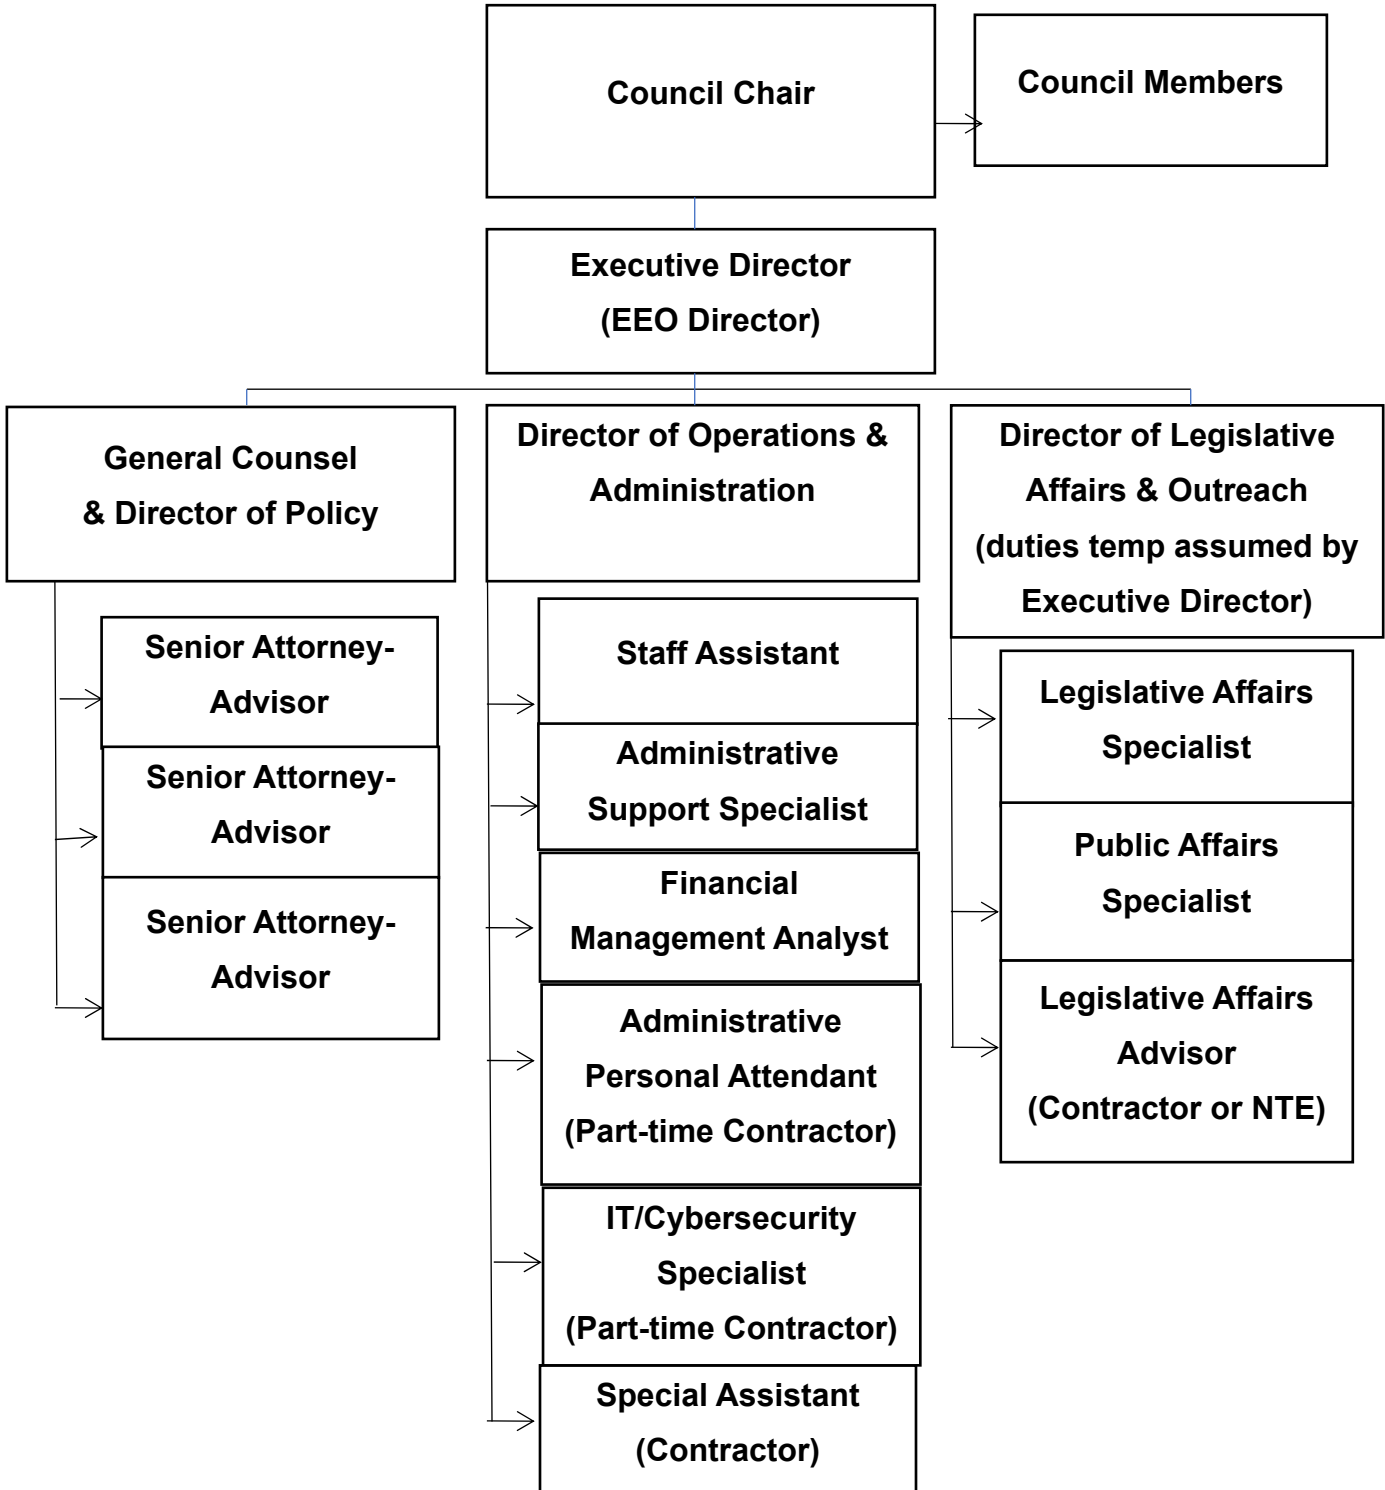 Council Chair
Council Members
Executive Director
(EEO Director)
General Counsel
& Director of Policy
Director of Operations &
Administration
Director of Legislative
Affairs & Outreach
(duties temp assumed by
Executive Director)
Senior Attorney-
Advisor
Senior Attorney-
Advisor
Senior Attorney-
Advisor
Staff Assistant
Administrative
Support Specialist
Financial
Management Analyst
Administrative
Personal Attendant
(Part-time Contractor)
IT/Cybersecurity
Specialist
(Part-time Contractor)
Special Assistant
(Contractor)
Legislative Affairs
Specialist
Public Affairs
Specialist
Legislative Affairs
Advisor
(Contractor or NTE)